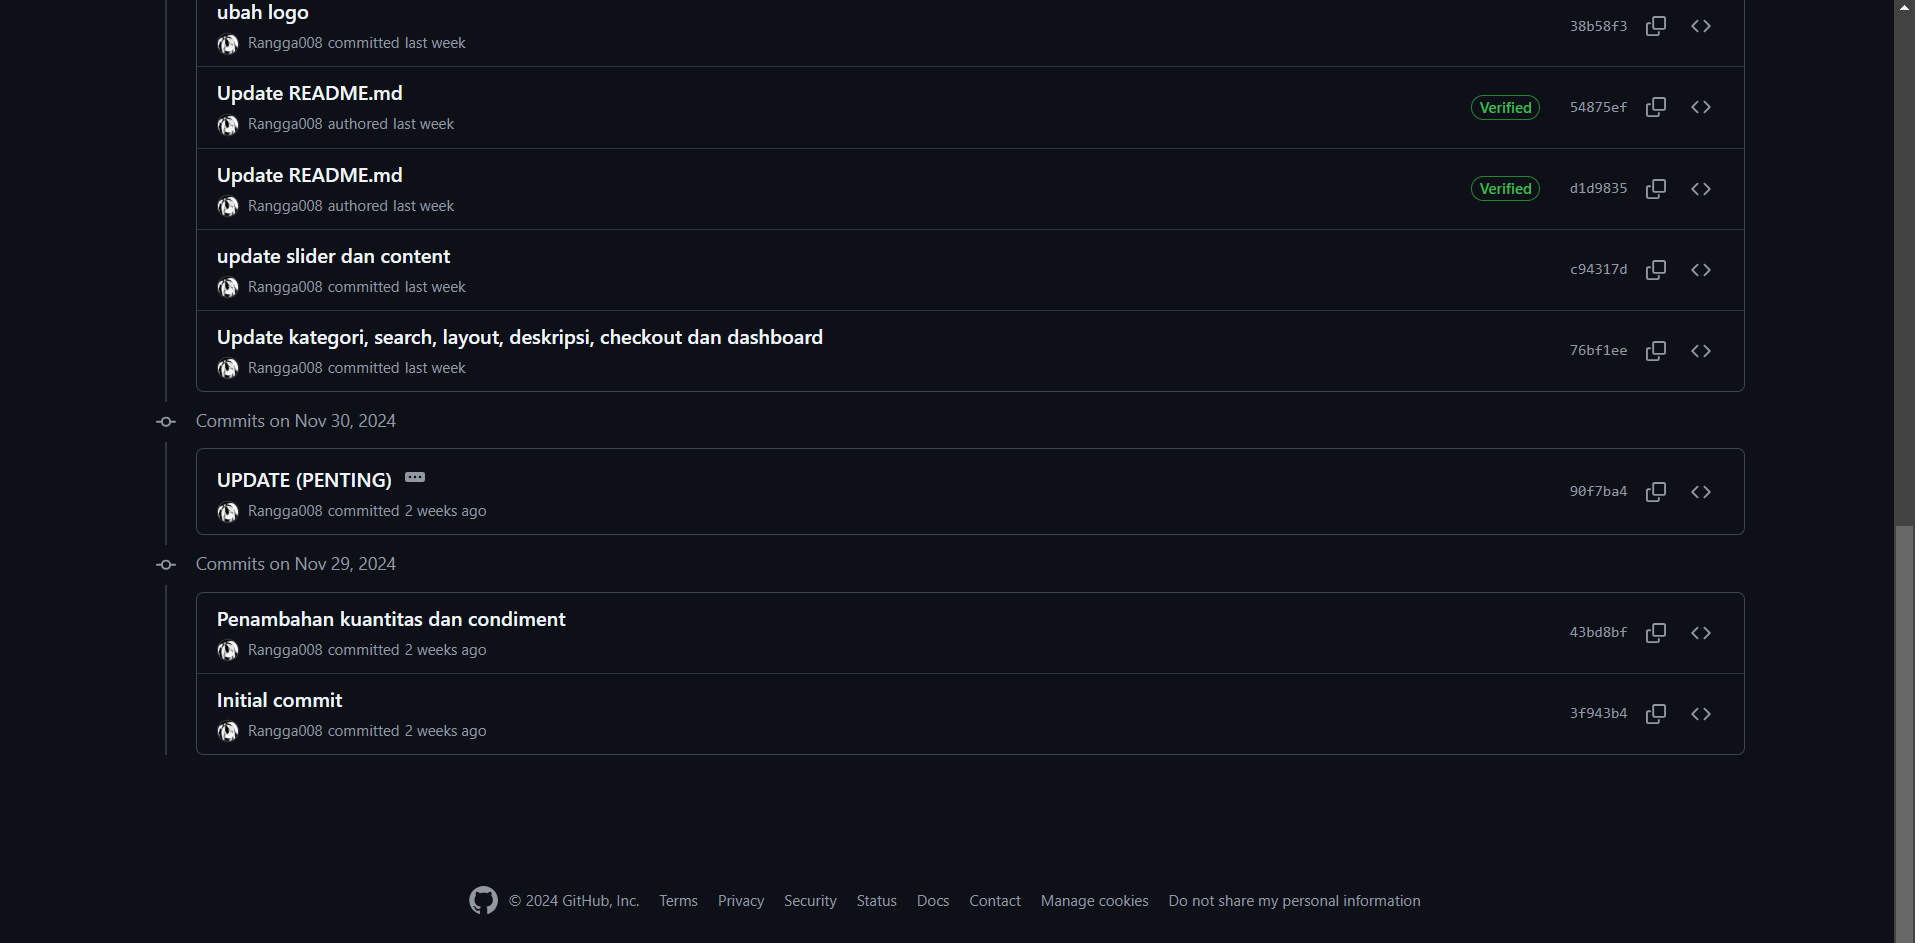 ubah logo
38b58f3
Rangga008 committed last week
Update README.md
Verified 54875ef
Rangga008 authored last week
Update README.md
Verified d1d9835
Rangga008 authored last week
update slider dan content
c94317d
Rangga008 committed last week
Update kategori, search, layout, deskripsi, checkout dan dashboard
76bf1ee
Rangga008 committed last week
Commits on Nov 30, 2024
UPDATE (PENTING)
90f7ba4
Rangga008 committed 2 weeks ago
Commits on Nov 29, 2024
Penambahan kuantitas dan condiment
43bd8bf
Rangga008 committed 2 weeks ago
Initial commit
3f943b4
Rangga008 committed 2 weeks ago
© 2024 GitHub, Inc. Terms Privacy Security Status Docs Contact Manage cookies Do not share my personal information